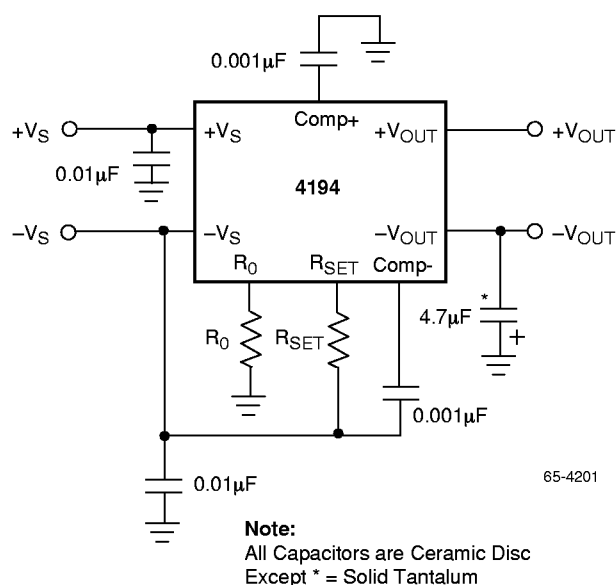 0.001µF
Comp+
+VS
+VS
+VOUT
+VOUT
0.01µF
4194
−VS
−VS
−VOUT
−VOUT
R0
RSET
Comp-
*
4.7µF
+
R0
RSET
0.001µF
0.01µF
65-4201
Note:
All Capacitors are Ceramic Disc
Except * = Solid Tantalum